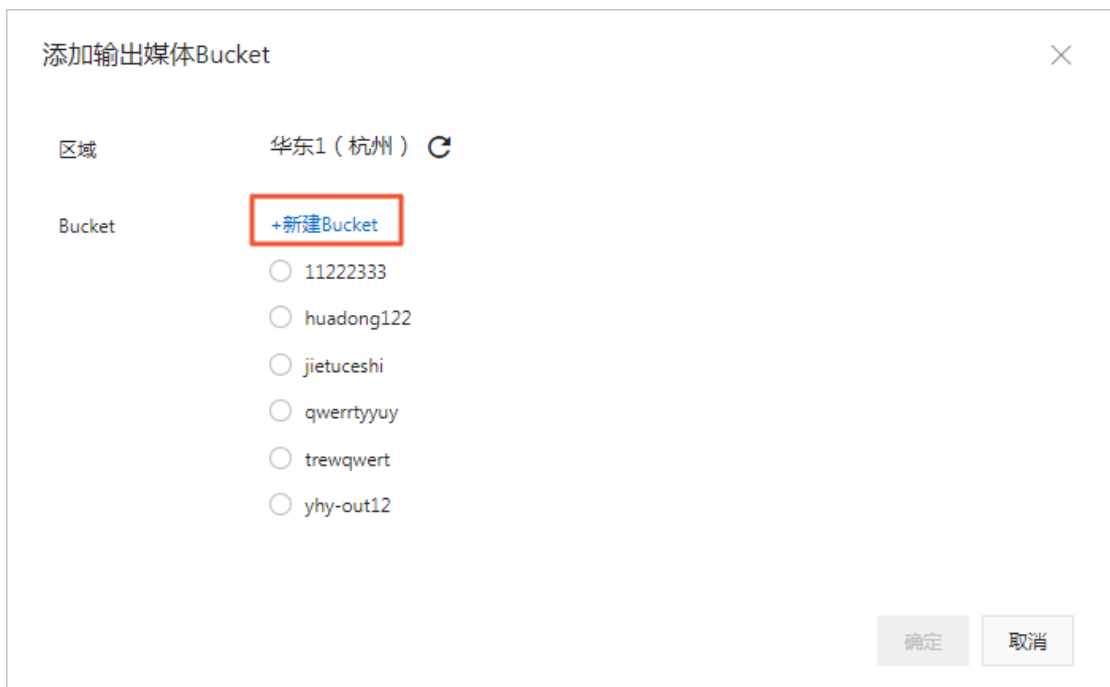 添加输出媒体Bucket
区域 华东1（杭州）
Bucket +新建Bucket
11222333
huadong122
jietuceshi
qwerrtyyuy
trewqwert
yhy-out12
确定 取消